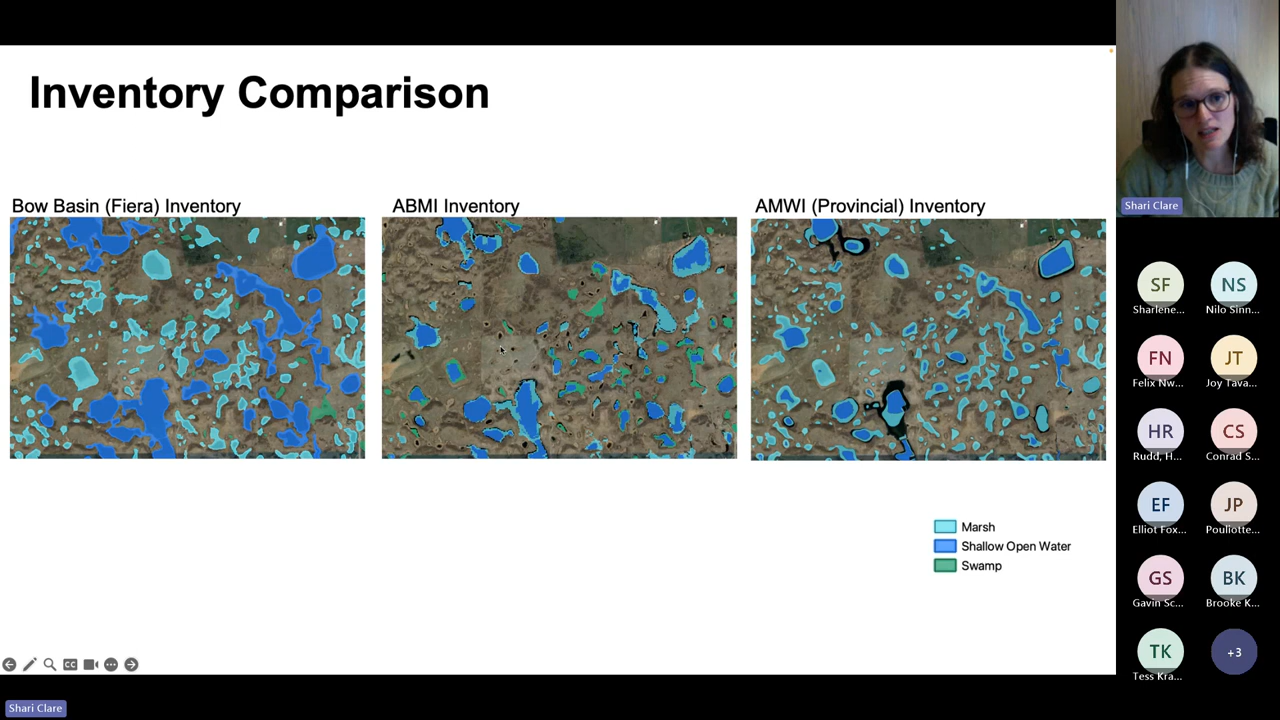 Inventory Comparison
Bow Basin (Fiera) Inventory
ABMI Inventory
AMWI (Provincial) Inventory
Marsh
Shallow Open Water
Swamp
CC
Shari Clare
SF
Sharlene...
NS
Nilo Sinn...
FN
Felix Nw...
JT
Joy Tava...
HR
Rudd, H...
CS
Conrad S...
EF
Elliot Fox...
JP
Pouliotte...
GS
Gavin Sc...
BK
Brooke K...
TK
Tess Kra...
+3
Shari Clare